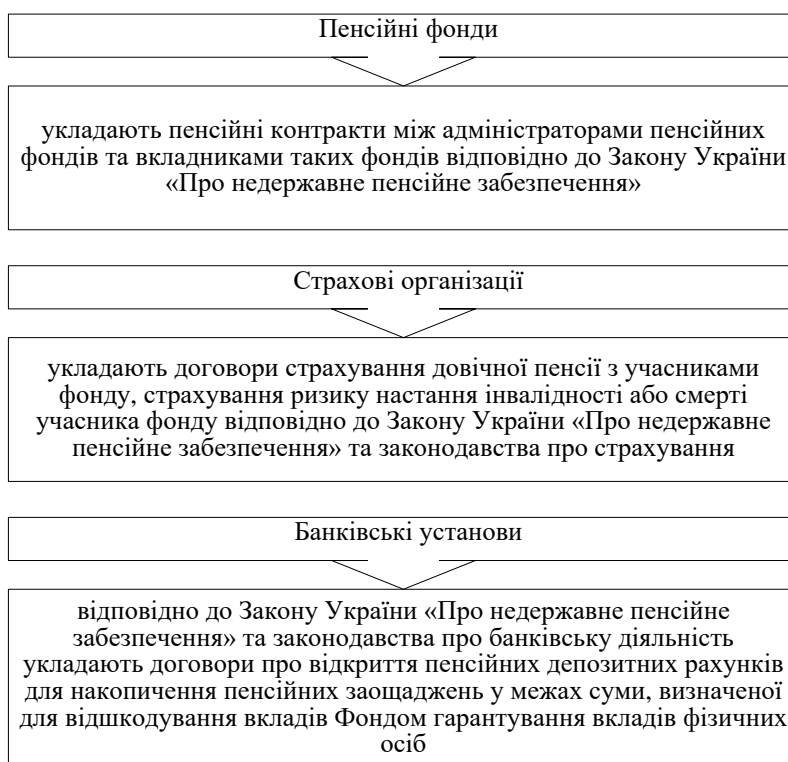 Пенсійні фонди
укладають пенсійні контракти між адміністраторами пенсійних
фондів та вкладниками таких фондів відповідно до Закону України
«Про недержавне пенсійне забезпечення»
Страхові організації
укладають договори страхування довічної пенсії з учасниками
фонду, страхування ризику настання інвалідності або смерті
учасника фонду відповідно до Закону України «Про недержавне
пенсійне забезпечення» та законодавства про страхування
Банківські установи
відповідно до Закону України «Про недержавне пенсійне
забезпечення» та законодавства про банківську діяльність
укладають договори про відкриття пенсійних депозитних рахунків
для накопичення пенсійних заощаджень у межах суми, визначеної
для відшкодування вкладів Фондом гарантування вкладів фізичних
осіб